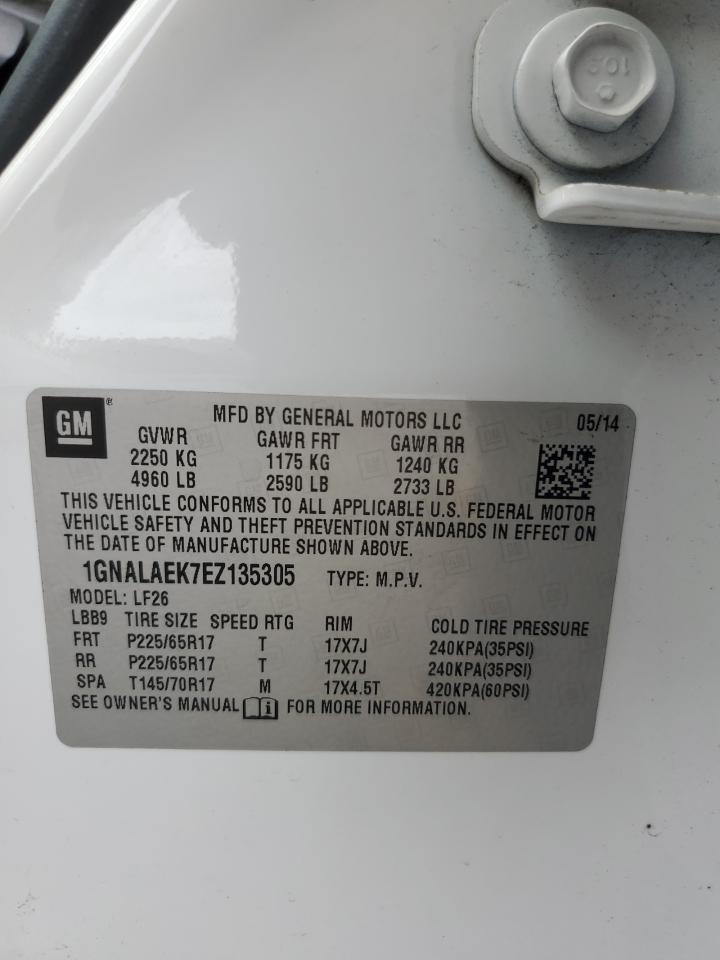 10.9
GM ®
MFD BY GENERAL MOTORS LLC 05/14
GVWR GAWR FRT GAWR RR
2250 KG 1175 KG 1240 KG
4960 LB 2590 LB 2733 LB
THIS VEHICLE CONFORMS TO ALL APPLICABLE U.S. FEDERAL MOTOR
VEHICLE SAFETY AND THEFT PREVENTION STANDARDS IN EFFECT ON
THE DATE OF MANUFACTURE SHOWN ABOVE.
1GNALAEK7EZ135305 TYPE: M.P.V.
MODEL: LF26
LBB9 TIRE SIZE SPEED RTG RIM COLD TIRE PRESSURE
FRT P225/65R17 T 17X7J 240KPA(35PSI)
RR P225/65R17 T 17X7J 240KPA(35PSI)
SPA T145/70R17 M 17X4.5T 420KPA(60PSI)
SEE OWNER'S MANUAL FOR MORE INFORMATION.